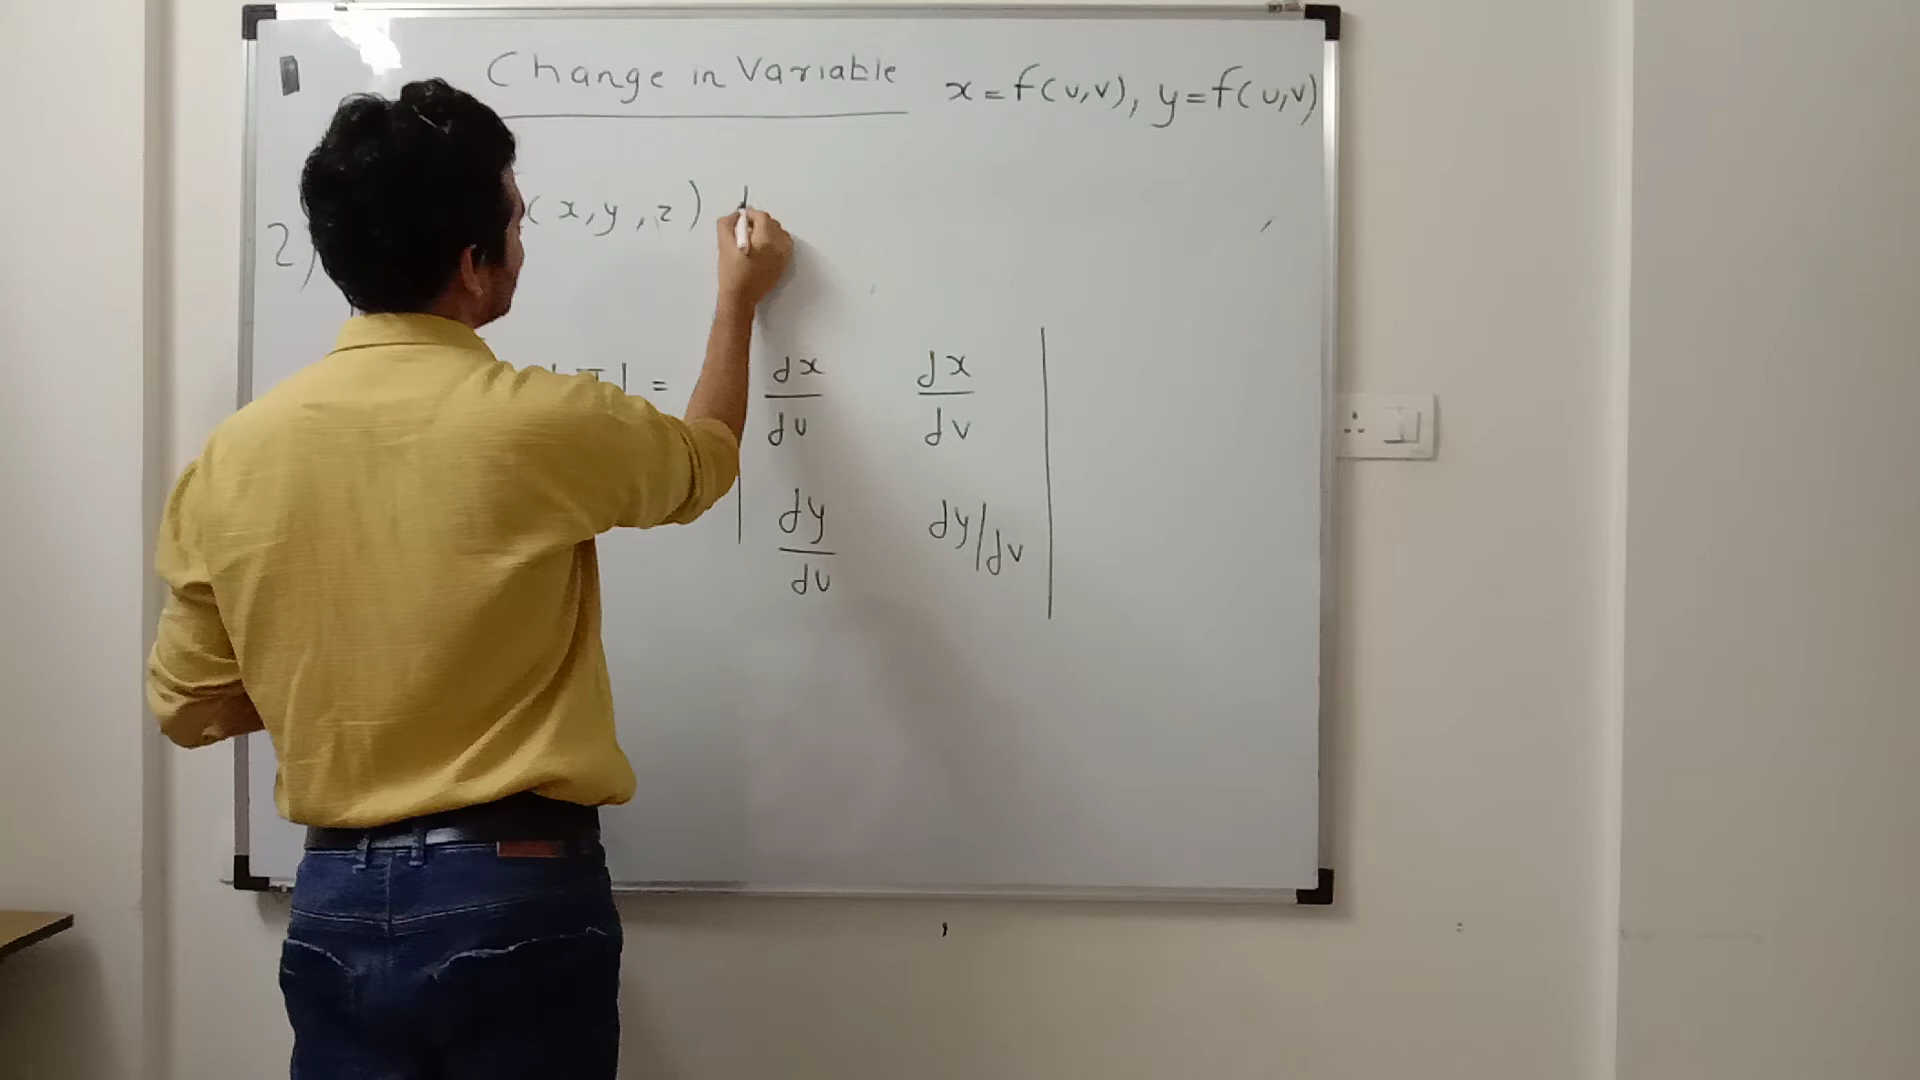 Change in Variable x=f(u,v), y=f(u,v)
2) (x,y,z) d
| J | = dx/du dx/dv
dy/du dy/dv